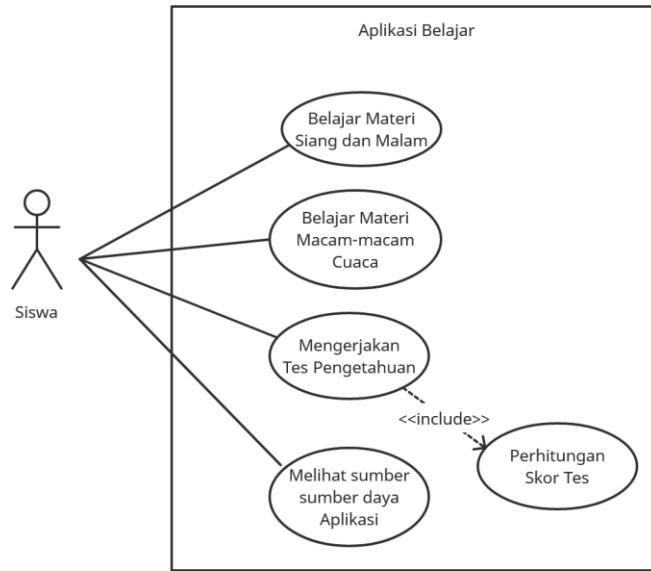 Aplikasi Belajar
Belajar Materi
Siang dan Malam
Belajar Materi
Macam-macam
Cuaca
Siswa
Mengerjakan
Tes Pengetahuan
<<include>>
Perhitungan
Skor Tes
Melihat sumber
sumber daya
Aplikasi